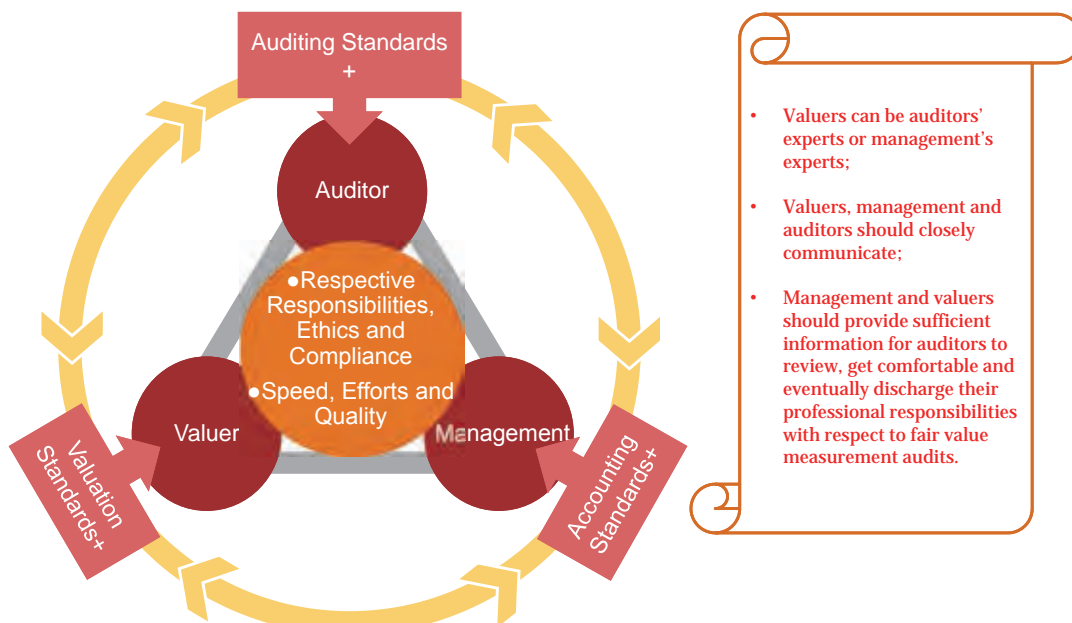 Auditing Standards
+
Auditor
●Respective
Responsibilities,
Ethics and
Compliance
●Speed, Efforts and
Quality
Valuer
Management
Valuation
Standards+
Accounting
Standards+
• Valuers can be auditors’
experts or management’s
experts;
• Valuers, management and
auditors should closely
communicate;
• Management and valuers
should provide sufficient
information for auditors to
review, get comfortable and
eventually discharge their
professional responsibilities
with respect to fair value
measurement audits.